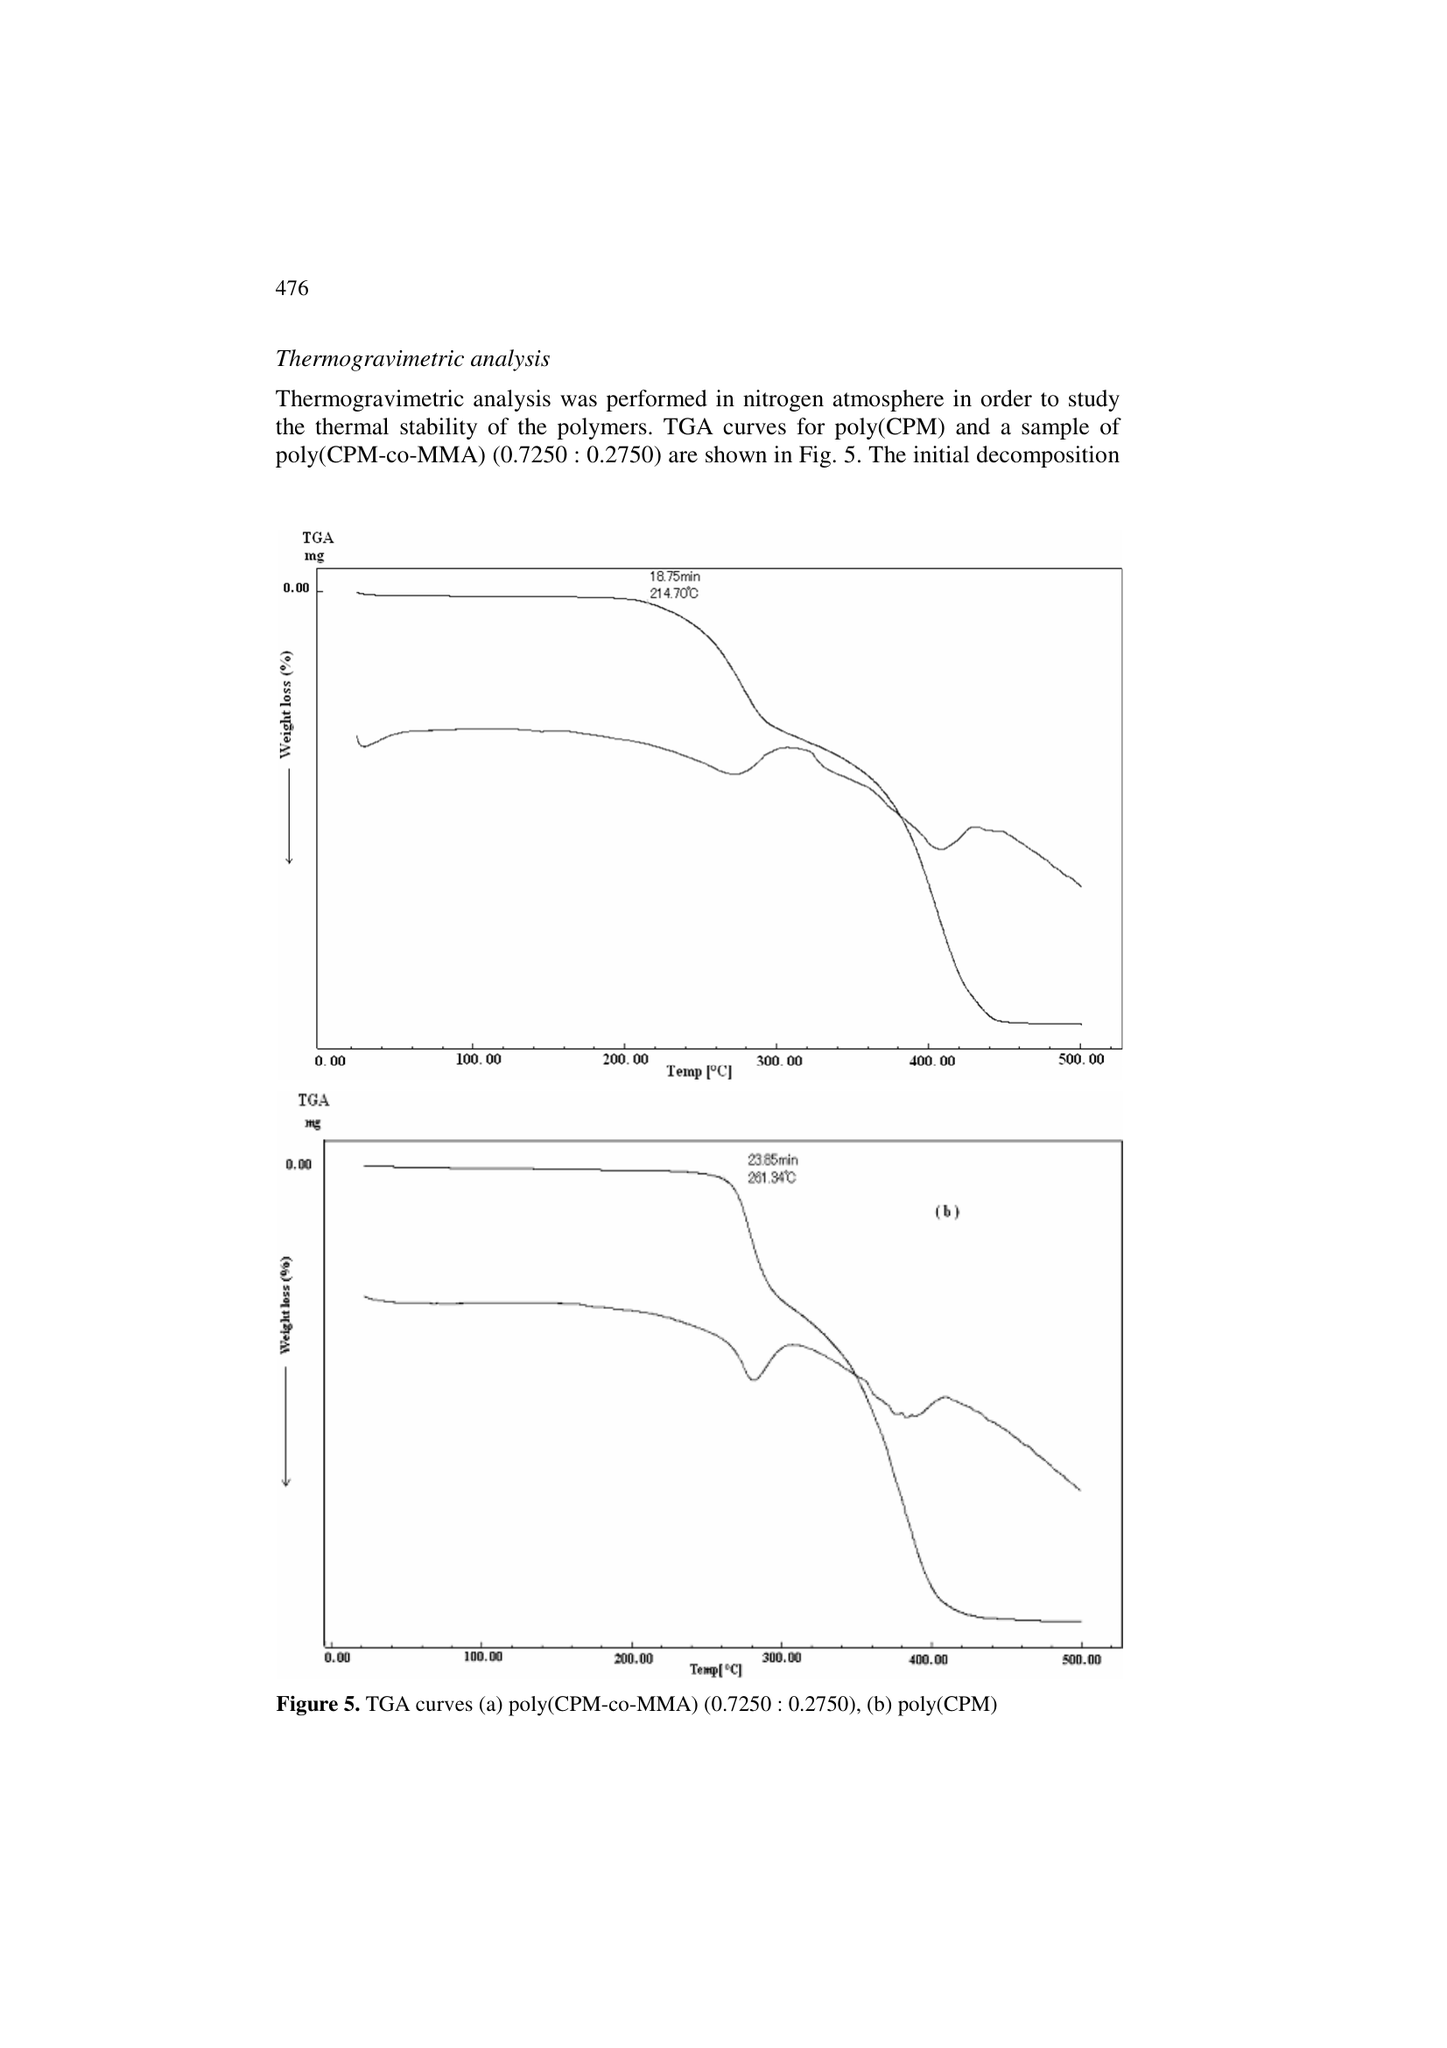 476
Thermogravimetric analysis
Thermogravimetric analysis was performed in nitrogen atmosphere in order to study
the thermal stability of the polymers. TGA curves for poly(CPM) and a sample of
poly(CPM-co-MMA) (0.7250 : 0.2750) are shown in Fig. 5. The initial decomposition
TGA
mg
0.00
18.75min
214.70℃
Weight loss (%)
0.00 100.00 200.00 300.00 400.00 500.00
Temp [°C]
TGA
mg
0.00
23.85min
261.34℃
(b)
Weight loss (%)
0.00 100.00 200.00 300.00 400.00 500.00
Temp[°C]
Figure 5. TGA curves (a) poly(CPM-co-MMA) (0.7250 : 0.2750), (b) poly(CPM)